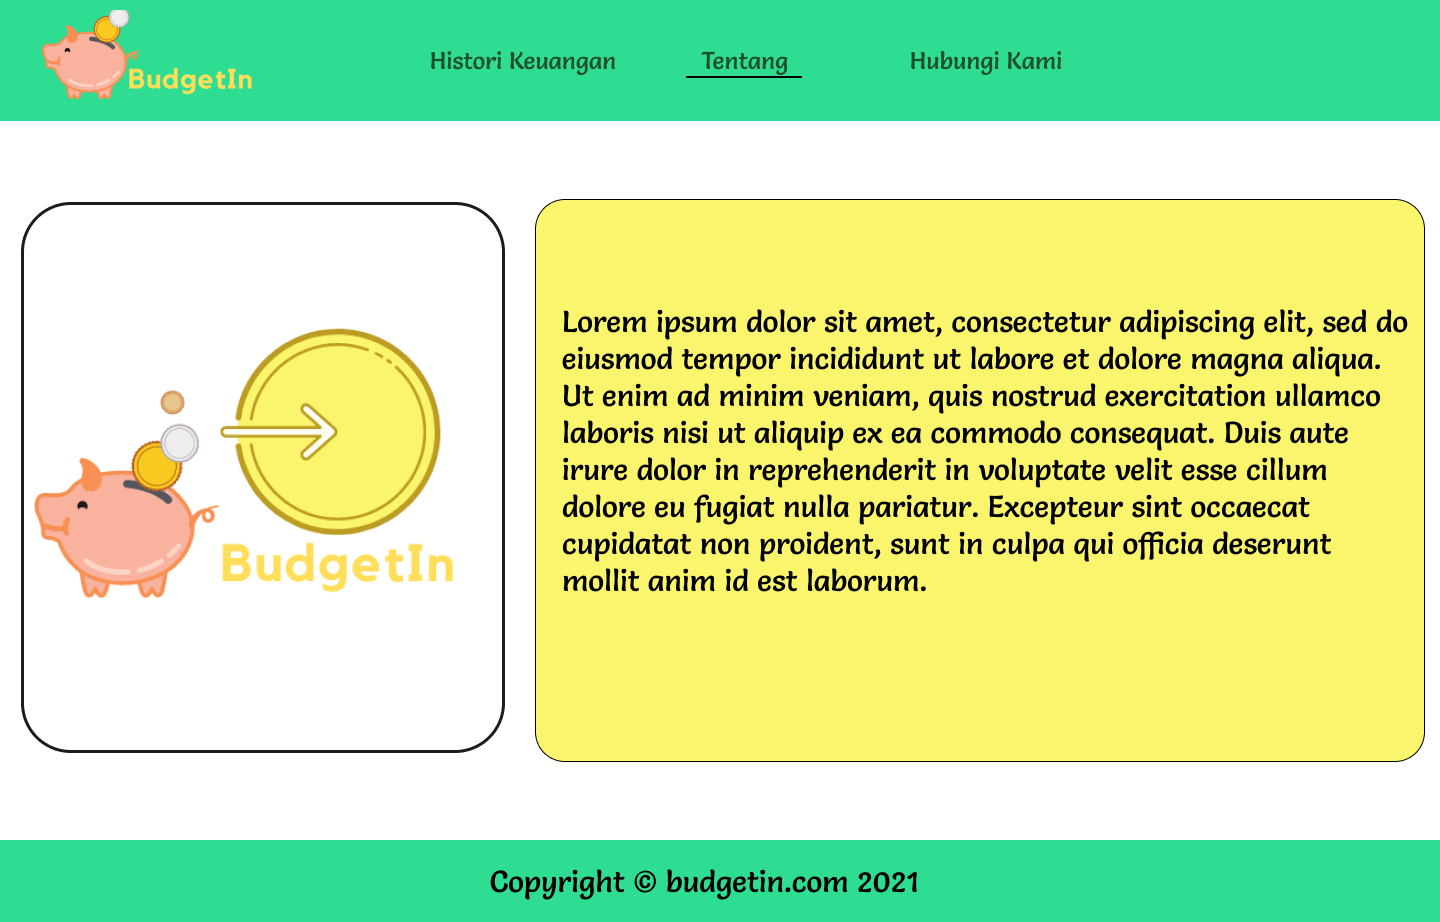 BudgetIn
Histori Keuangan
Tentang
Hubungi Kami
BudgetIn
Lorem ipsum dolor sit amet, consectetur adipiscing elit, sed do
eiusmod tempor incididunt ut labore et dolore magna aliqua.
Ut enim ad minim veniam, quis nostrud exercitation ullamco
laboris nisi ut aliquip ex ea commodo consequat. Duis aute
irure dolor in reprehenderit in voluptate velit esse cillum
dolore eu fugiat nulla pariatur. Excepteur sint occaecat
cupidatat non proident, sunt in culpa qui officia deserunt
mollit anim id est laborum.
Copyright © budgetin.com 2021